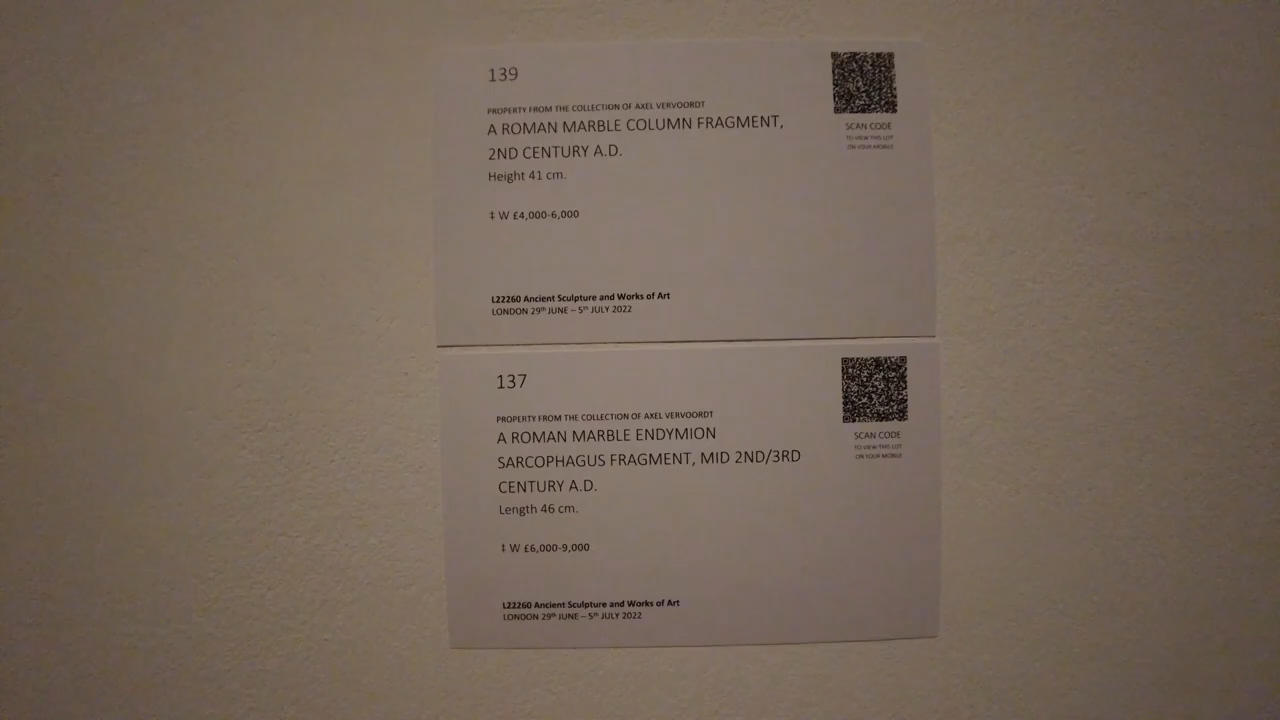 139
PROPERTY FROM THE COLLECTION OF AXEL VERVOORDT
A ROMAN MARBLE COLUMN FRAGMENT,
2ND CENTURY A.D.
Height 41 cm.
‡ W £4,000-6,000
L22260 Ancient Sculpture and Works of Art
LONDON 29th JUNE – 5th JULY 2022
SCAN CODE
TO VIEW THIS LOT
ON YOUR MOBILE
137
PROPERTY FROM THE COLLECTION OF AXEL VERVOORDT
A ROMAN MARBLE ENDYMION
SARCOPHAGUS FRAGMENT, MID 2ND/3RD
CENTURY A.D.
Length 46 cm.
‡ W £6,000-9,000
L22260 Ancient Sculpture and Works of Art
LONDON 29th JUNE – 5th JULY 2022
SCAN CODE
TO VIEW THIS LOT
ON YOUR MOBILE